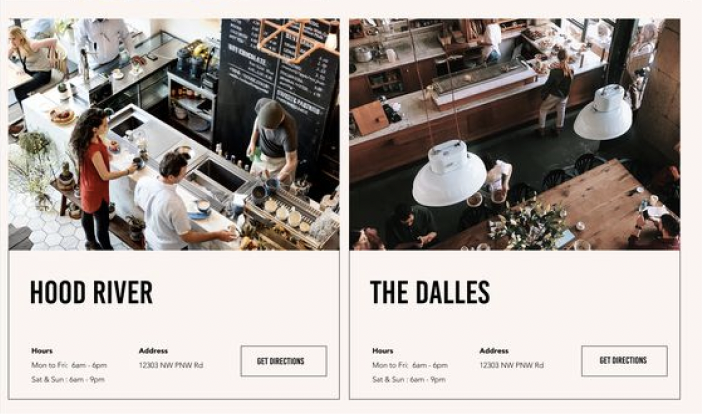 HOOD RIVER
Hours
Mon to Fri: 6am - 6pm
Sat & Sun : 6am - 9pm
Address
12303 NW PNW Rd
GET DIRECTIONS
THE DALLES
Hours
Mon to Fri: 6am - 6pm
Sat & Sun : 6am - 9pm
Address
12303 NW PNW Rd
GET DIRECTIONS